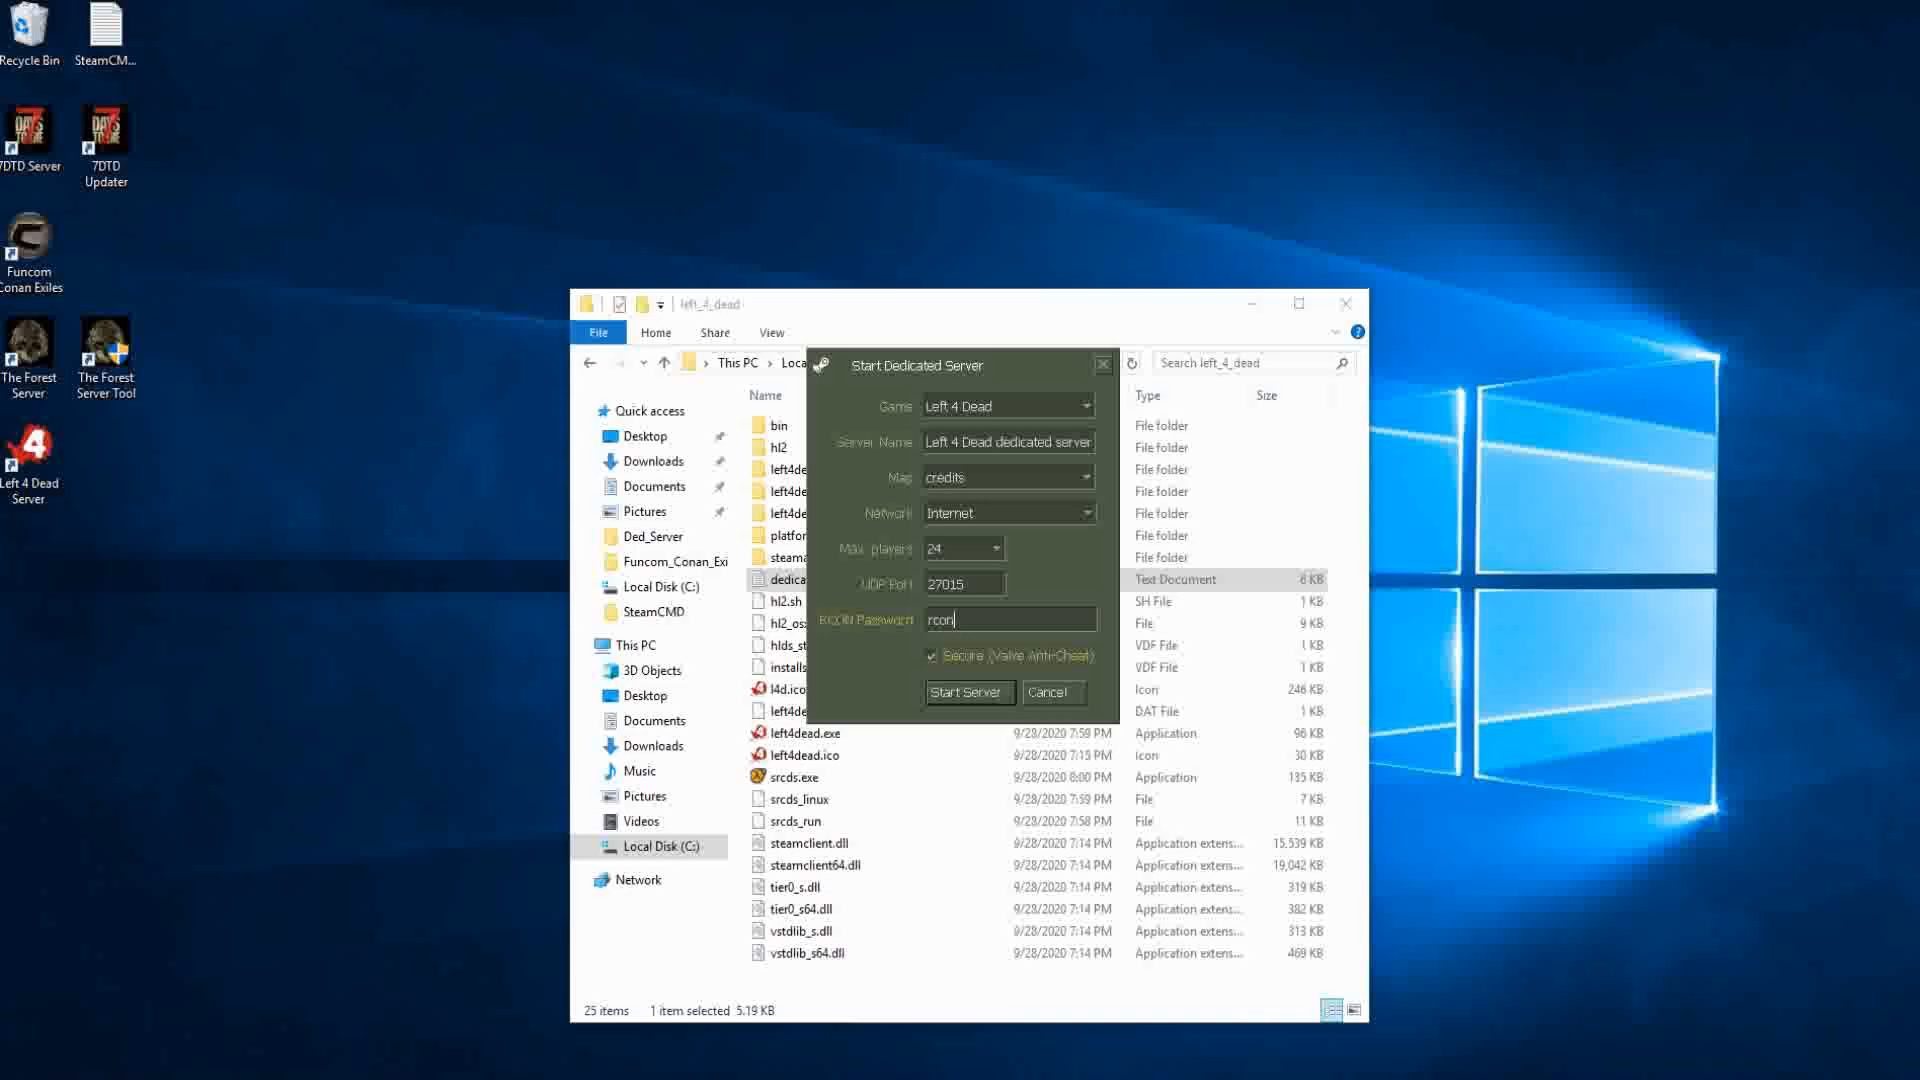 Recycle Bin
SteamCM...
7DTD Server
7DTD
Updater
Funcom
Conan Exiles
The Forest
Server
The Forest
Server Tool
Left 4 Dead
Server
left_4_dead
File
Home
Share
View
This PC
Loca
Search left_4_dead
Name
Type
Size
Quick access
Desktop
Downloads
Documents
Pictures
Ded_Server
Funcom_Conan_Exi
Local Disk (C:)
SteamCMD
This PC
3D Objects
Desktop
Documents
Downloads
Music
Pictures
Videos
Local Disk (C:)
Network
bin File folder
hl2 File folder
left4de File folder
left4de File folder
left4de File folder
platfor File folder
steama File folder
dedica Text Document 6 KB
hl2.sh SH File 1 KB
hl2_os File 9 KB
hlds_st VDF File 1 KB
installs VDF File 1 KB
l4d.ico Icon 246 KB
left4de DAT File 1 KB
left4dead.exe 9/28/2020 7:59 PM Application 96 KB
left4dead.ico 9/28/2020 7:15 PM Icon 30 KB
srcds.exe 9/28/2020 8:00 PM Application 135 KB
srcds_linux 9/28/2020 7:59 PM File 7 KB
srcds_run 9/28/2020 7:58 PM File 11 KB
steamclient.dll 9/28/2020 7:14 PM Application extens... 15,539 KB
steamclient64.dll 9/28/2020 7:14 PM Application extens... 19,042 KB
tier0_s.dll 9/28/2020 7:14 PM Application extens... 319 KB
tier0_s64.dll 9/28/2020 7:14 PM Application extens... 382 KB
vstdlib_s.dll 9/28/2020 7:14 PM Application extens... 313 KB
vstdlib_s64.dll 9/28/2020 7:14 PM Application extens... 469 KB
25 items 1 item selected 5.19 KB
Start Dedicated Server
Game Left 4 Dead
Server Name Left 4 Dead dedicated server
Map credits
Network Internet
Max. players 24
UDP Port 27015
RCON Password rcon
Secure (Valve Anti-Cheat)
Start Server
Cancel